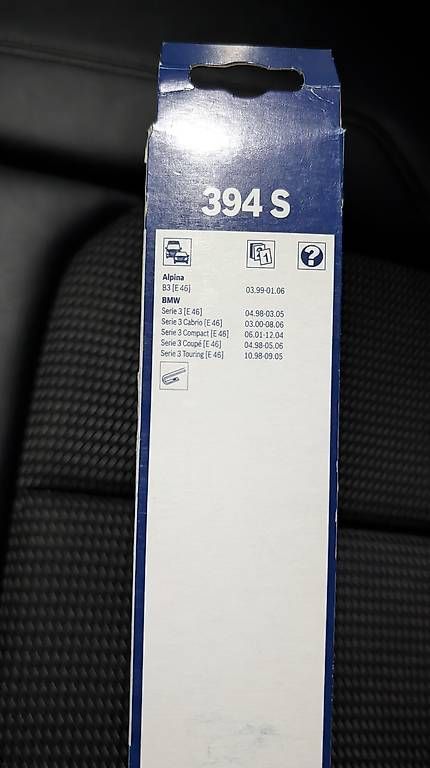 394 S
Alpina
B3 [E 46] 03.99-01.06
BMW
Serie 3 [E 46] 04.98-03.05
Serie 3 Cabrio [E 46] 03.00-08.06
Serie 3 Compact [E 46] 06.01-12.04
Serie 3 Coupé [E 46] 04.98-05.06
Serie 3 Touring [E 46] 10.98-09.05